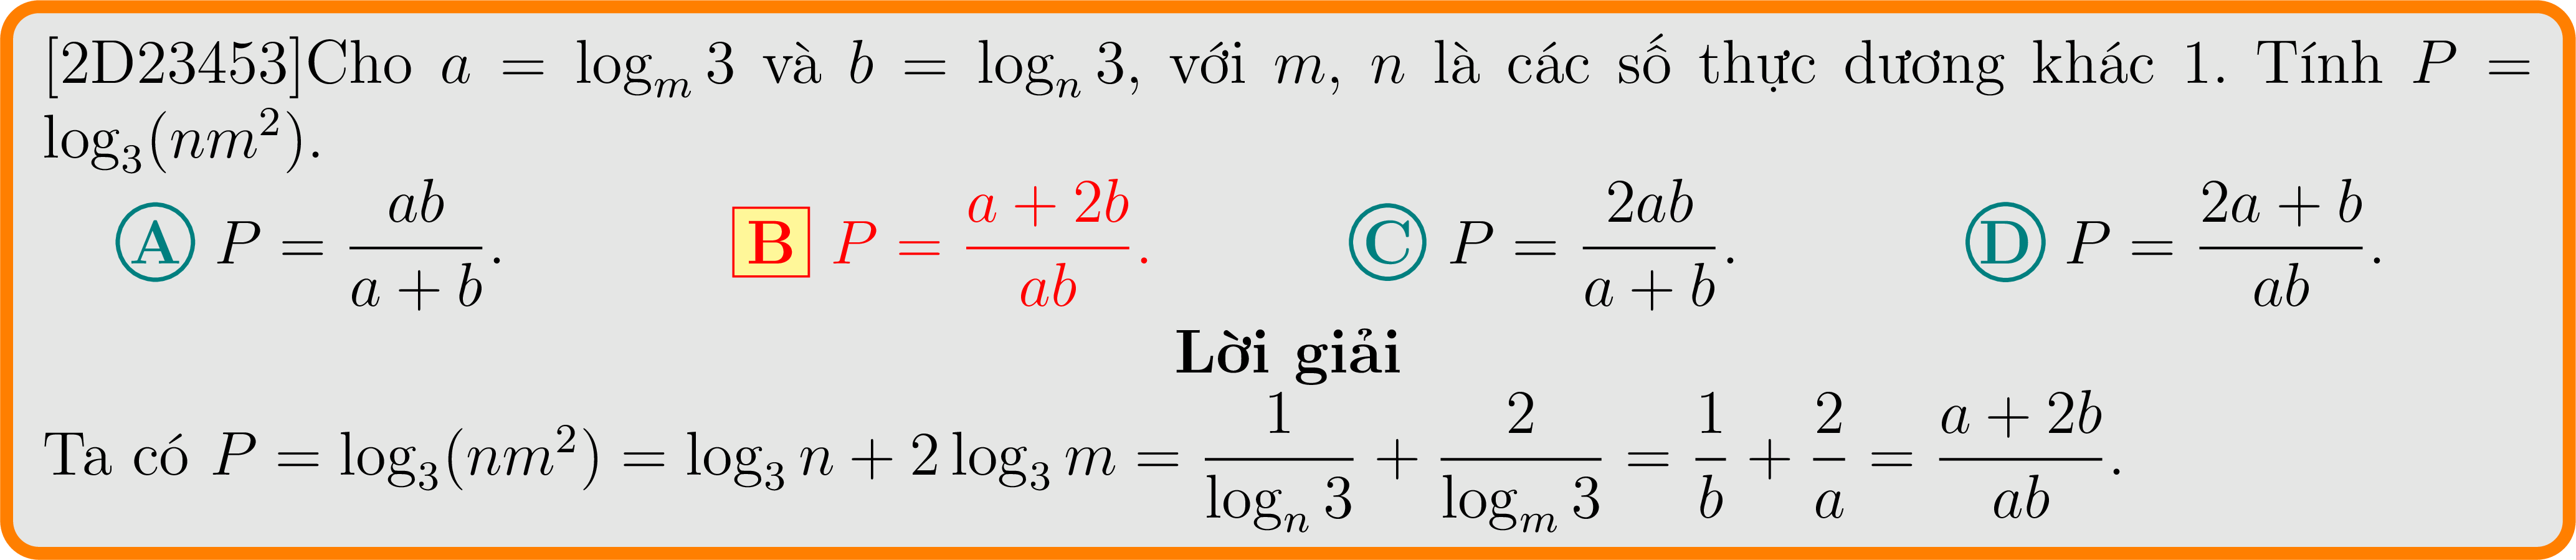 [2D23453]Cho a = log_m 3 và b = log_n 3, với m, n là các số thực dương khác 1. Tính P =
log_3(nm^2).
A P = \frac{ab}{a + b}. B P = \frac{a + 2b}{ab}. C P = \frac{2ab}{a + b}. D P = \frac{2a + b}{ab}.
Lời giải
Ta có P = log_3(nm^2) = log_3 n + 2 log_3 m = \frac{1}{log_n 3} + \frac{2}{log_m 3} = \frac{1}{b} + \frac{2}{a} = \frac{a + 2b}{ab}.